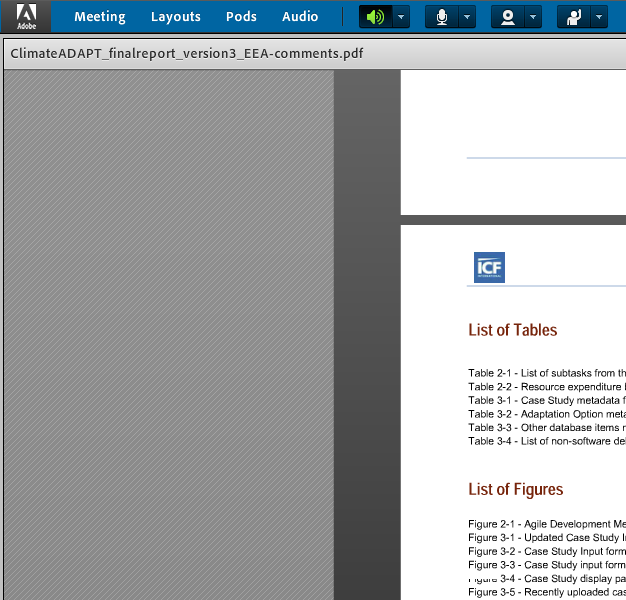 Adobe
Meeting Layouts Pods Audio
ClimateADAPT_finalreport_version3_EEA-comments.pdf
ICF
INTERNATIONAL
List of Tables
Table 2-1 - List of subtasks from th
Table 2-2 - Resource expenditure
Table 3-1 - Case Study metadata f
Table 3-2 - Adaptation Option meta
Table 3-3 - Other database items
Table 3-4 - List of non-software del
List of Figures
Figure 2-1 - Agile Development Me
Figure 3-1 - Updated Case Study I
Figure 3-2 - Case Study Input form
Figure 3-3 - Case Study input form
Figure 3-4 - Case Study display pa
Figure 3-5 - Recently uploaded cas